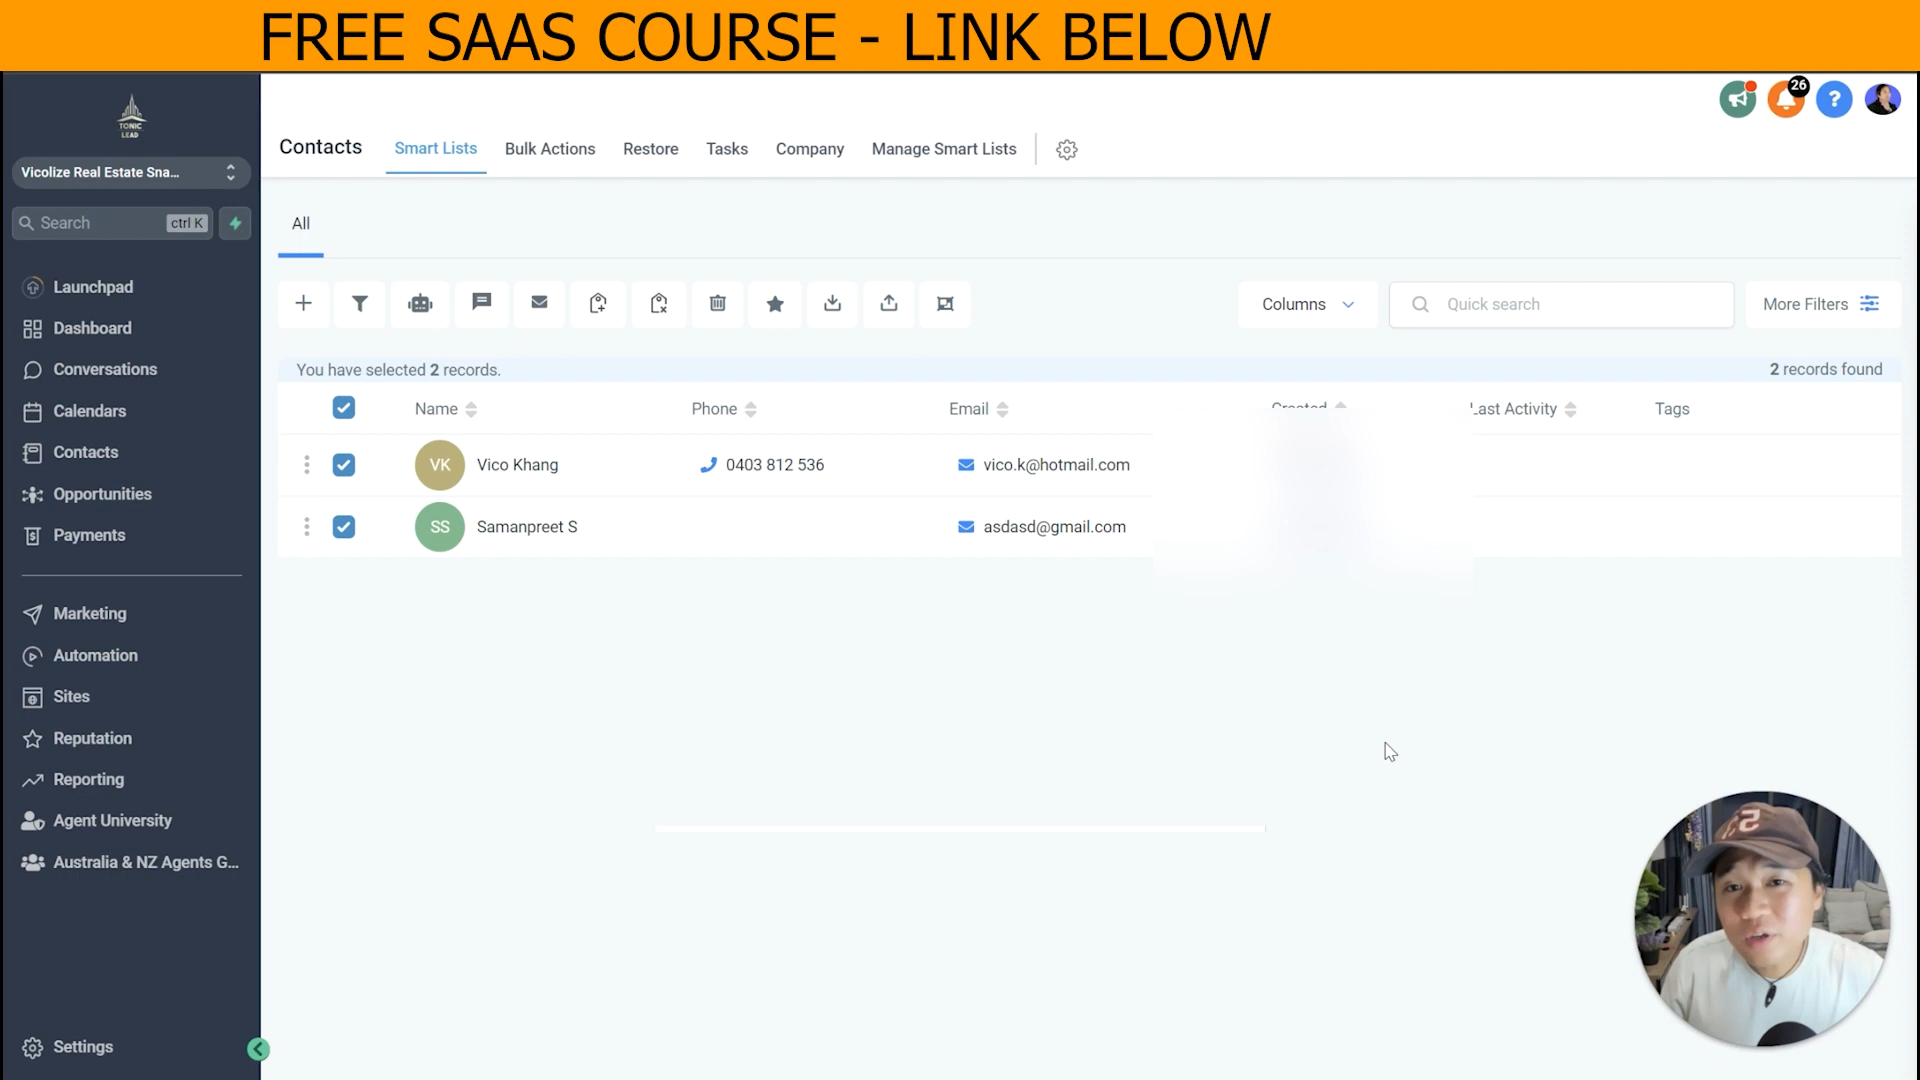 FREE SAAS COURSE - LINK BELOW
TONIC
LEAD
Vicolize Real Estate Sna...
Search
ctrl K
Launchpad
Dashboard
Conversations
Calendars
Contacts
Opportunities
Payments
Marketing
Automation
Sites
Reputation
Reporting
Agent University
Australia & NZ Agents G...
Settings
26
?
Contacts
Smart Lists
Bulk Actions
Restore
Tasks
Company
Manage Smart Lists
All
Columns
Quick search
More Filters
You have selected 2 records.
2 records found
Name
Phone
Email
Created
Last Activity
Tags
VK
Vico Khang
0403 812 536
vico.k@hotmail.com
SS
Samanpreet S
asdasd@gmail.com